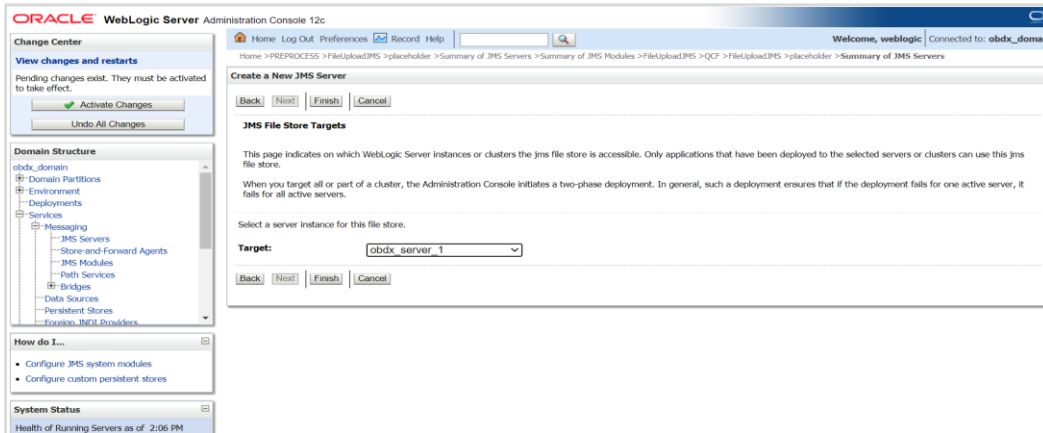 ORACLE WebLogic Server Administration Console 12c
Change Center
View changes and restarts
Pending changes exist. They must be activated
to take effect.
Activate Changes
Undo All Changes
Domain Structure
obdx_domain
Domain Partitions
Environment
Deployments
Services
Messaging
JMS Servers
Store-and-Forward Agents
JMS Modules
Path Services
Bridges
Data Sources
Persistent Stores
Foreign JNDI Providers
How do I...
Configure JMS system modules
Configure custom persistent stores
System Status
Health of Running Servers as of 2:06 PM
Home Log Out Preferences Record Help
Welcome, weblogic Connected to: obdx_doma
Home >PREPROCESS >FileUploadJMS >placeholder >Summary of JMS Servers >Summary of JMS Modules >FileUploadJMS >QCF >FileUploadJMS >placeholder >Summary of JMS Servers
Create a New JMS Server
Back Next Finish Cancel
JMS File Store Targets
This page indicates on which WebLogic Server instances or clusters the jms file store is accessible. Only applications that have been deployed to the selected servers or clusters can use this jms
file store.
When you target all or part of a cluster, the Administration Console initiates a two-phase deployment. In general, such a deployment ensures that if the deployment fails for one active server, it
fails for all active servers.
Select a server instance for this file store.
Target: obdx_server_1
Back Next Finish Cancel